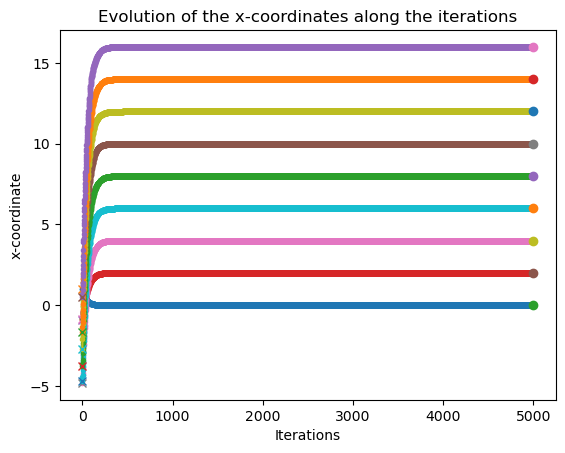 Evolution of the x-coordinates along the iterations
x-coordinate
15
10
5
0
−5
0 1000 2000 3000 4000 5000
Iterations